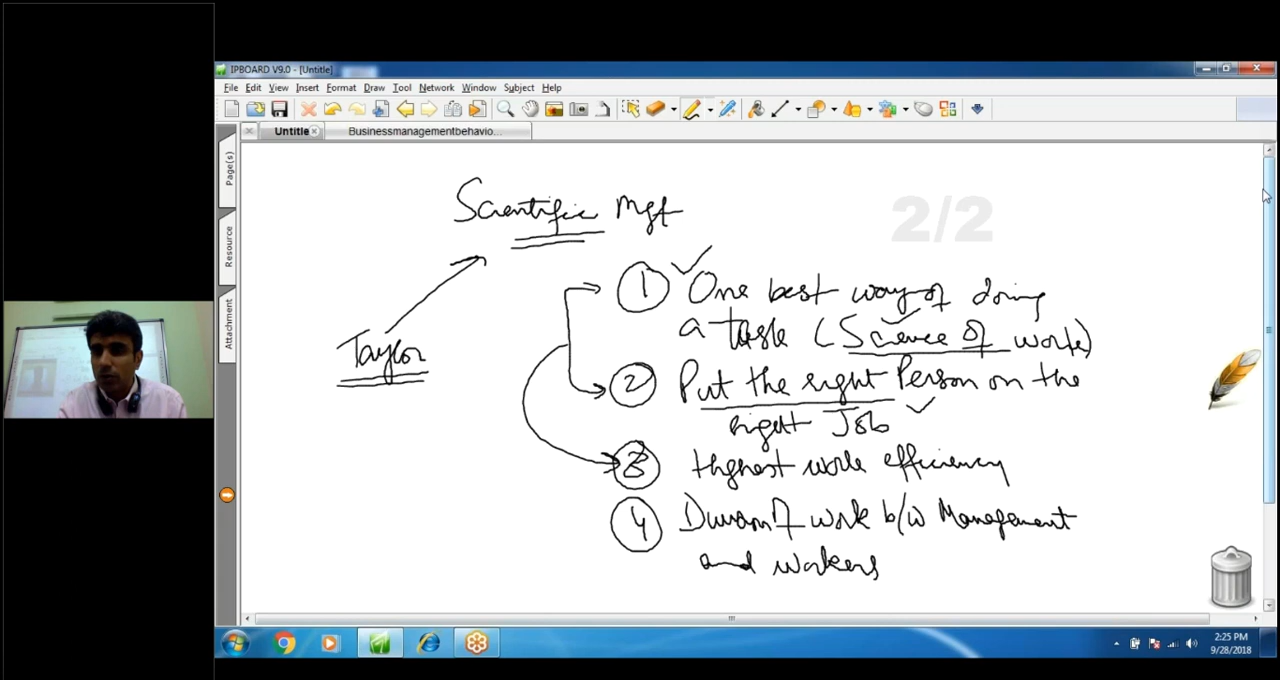 IPBOARD V9.0 - [Untitle]
File Edit View Insert Format Draw Tool Network Window Subject Help
Untitle Businessmanagementbehavio...
Page(s)
Resource
Attachment
2/2
Scientific Mgt
Taylor
1 One best way of doing
a task (Science of work)
2 Put the right Person on the
right Job
3 Highest work efficiency
4 Divison of work b/w Management
and workers
2:25 PM
9/28/2018